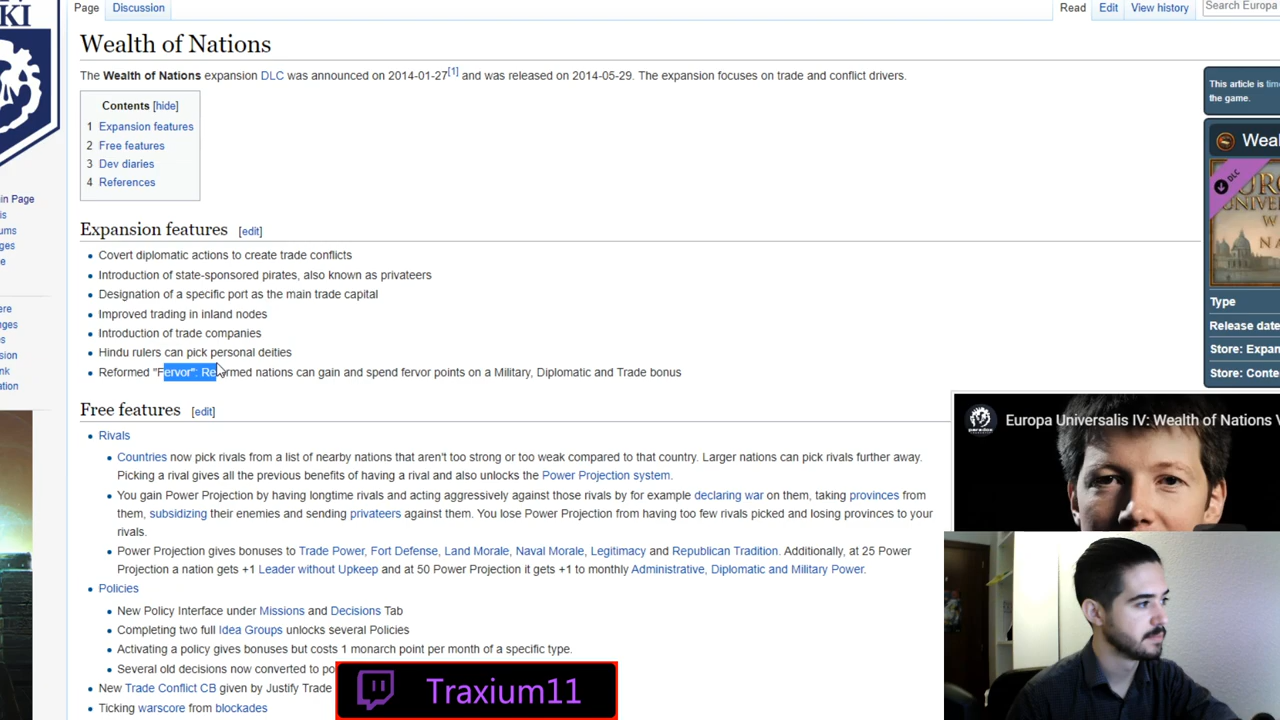 KI
Page Discussion Read Edit View history Search Europa
Wealth of Nations
The Wealth of Nations expansion DLC was announced on 2014-01-27[1] and was released on 2014-05-29. The expansion focuses on trade and conflict drivers.
This article is
the game.
Contents [hide]
1 Expansion features
2 Free features
3 Dev diaries
4 References
in Page
DLC
Expansion features [edit]
Covert diplomatic actions to create trade conflicts
Introduction of state-sponsored pirates, also known as privateers
Designation of a specific port as the main trade capital
Improved trading in inland nodes
Introduction of trade companies
Hindu rulers can pick personal deities
Reformed "Fervor": Reformed nations can gain and spend fervor points on a Military, Diplomatic and Trade bonus
Type
Release date
Store: Expan
Store: Conte
Free features [edit]
Rivals
Countries now pick rivals from a list of nearby nations that aren't too strong or too weak compared to that country. Larger nations can pick rivals further away.
Picking a rival gives all the previous benefits of having a rival and also unlocks the Power Projection system.
You gain Power Projection by having longtime rivals and acting aggressively against those rivals by for example declaring war on them, taking provinces from
them, subsidizing their enemies and sending privateers against them. You lose Power Projection from having too few rivals picked and losing provinces to your
rivals.
Power Projection gives bonuses to Trade Power, Fort Defense, Land Morale, Naval Morale, Legitimacy and Republican Tradition. Additionally, at 25 Power
Projection a nation gets +1 Leader without Upkeep and at 50 Power Projection it gets +1 to monthly Administrative, Diplomatic and Military Power.
Policies
New Policy Interface under Missions and Decisions Tab
Completing two full Idea Groups unlocks several Policies
Activating a policy gives bonuses but costs 1 monarch point per month of a specific type.
Several old decisions now converted to po
New Trade Conflict CB given by Justify Trade
Ticking warscore from blockades
Europa Universalis IV: Wealth of Nations V
Traxium11